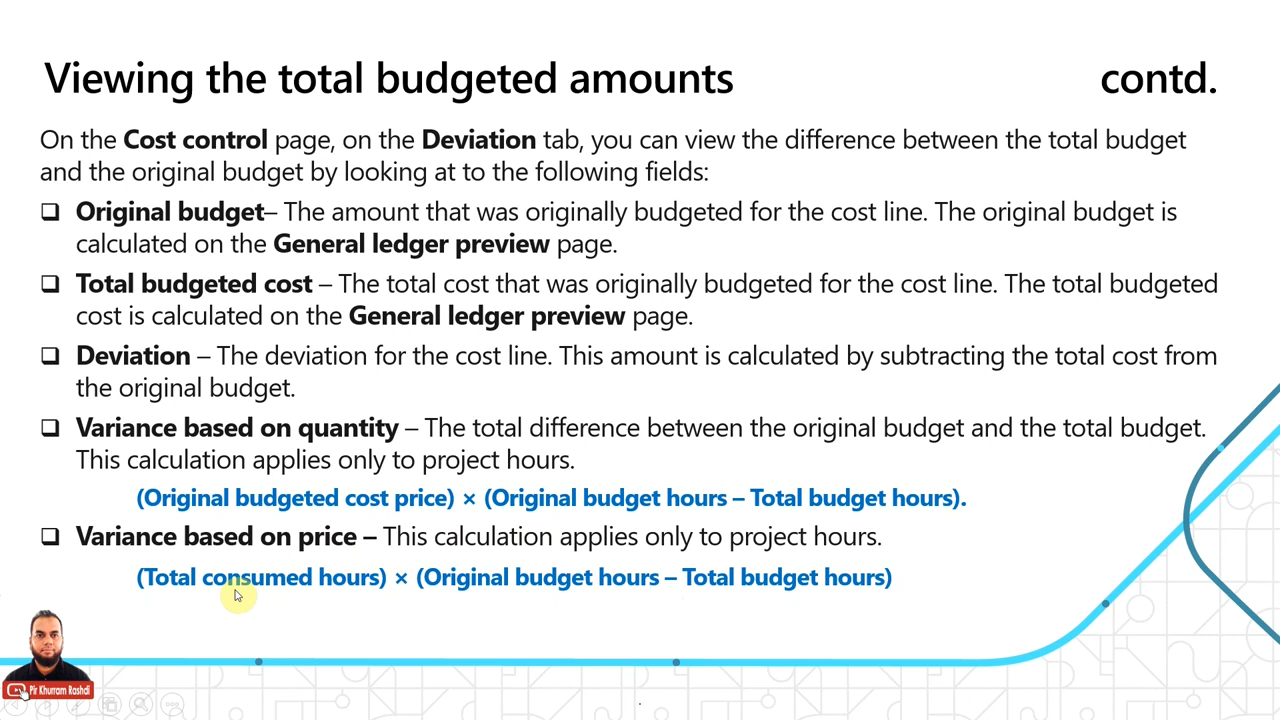 Viewing the total budgeted amounts contd.
On the Cost control page, on the Deviation tab, you can view the difference between the total budget
and the original budget by looking at to the following fields:
❑ Original budget– The amount that was originally budgeted for the cost line. The original budget is
calculated on the General ledger preview page.
❑ Total budgeted cost – The total cost that was originally budgeted for the cost line. The total budgeted
cost is calculated on the General ledger preview page.
❑ Deviation – The deviation for the cost line. This amount is calculated by subtracting the total cost from
the original budget.
❑ Variance based on quantity – The total difference between the original budget and the total budget.
This calculation applies only to project hours.
(Original budgeted cost price) × (Original budget hours – Total budget hours).
❑ Variance based on price – This calculation applies only to project hours.
(Total consumed hours) × (Original budget hours – Total budget hours)
Pir Khurram Rashdi